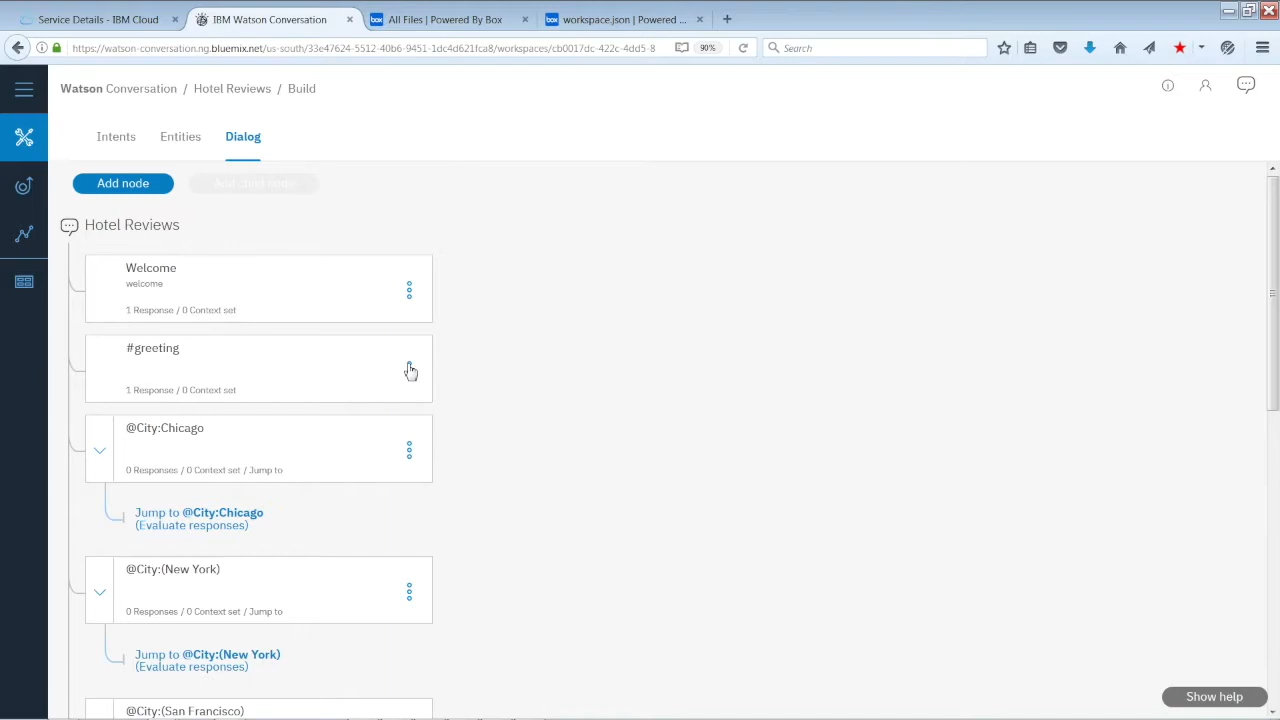 Service Details - IBM Cloud
IBM Watson Conversation
All Files | Powered By Box
workspace.json | Powered ...
https://watson-conversation.ng.bluemix.net/us-south/33e47624-5512-40b6-9451-1dc4d621fca8/workspaces/cb0017dc-422c-4dd5-8
90%
Search
Watson Conversation / Hotel Reviews / Build
Intents
Entities
Dialog
Add node
Add child node
Hotel Reviews
Welcome
welcome
1 Response / 0 Context set
#greeting
1 Response / 0 Context set
@City:Chicago
0 Responses / 0 Context set / Jump to
Jump to @City:Chicago
(Evaluate responses)
@City:(New York)
0 Responses / 0 Context set / Jump to
Jump to @City:(New York)
(Evaluate responses)
@City:(San Francisco)
Show help